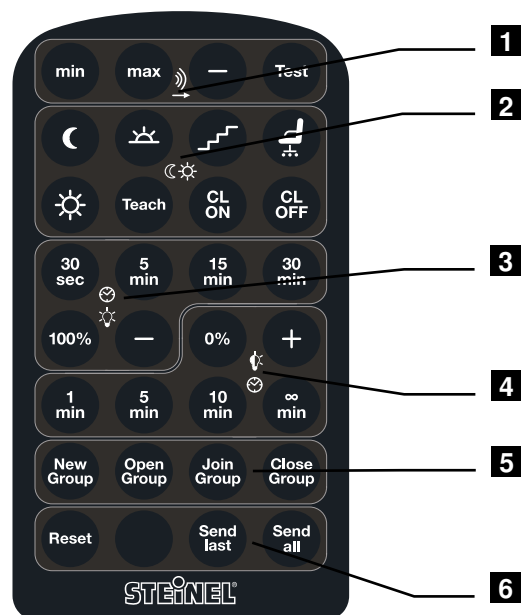 min max — Test 1
2
Teach CL ON CL OFF
30 sec 5 min 15 min 30 min 3
100% — 0% +
4
1 min 5 min 10 min ∞ min
New Group Open Group Join Group Close Group 5
Reset Send last Send all
6
STEINEL®